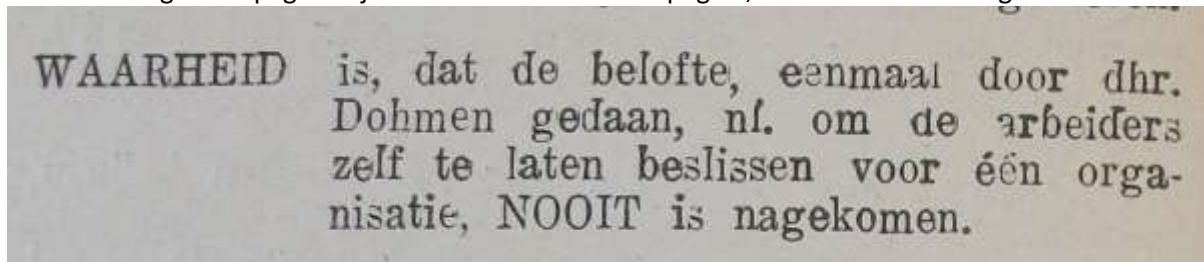 WAARHEID is, dat de belofte, eenmaal door dhr.
Dohmen gedaan, nl. om de arbeiders
zelf te laten beslissen voor één orga-
nisatie, NOOIT is nagekomen.